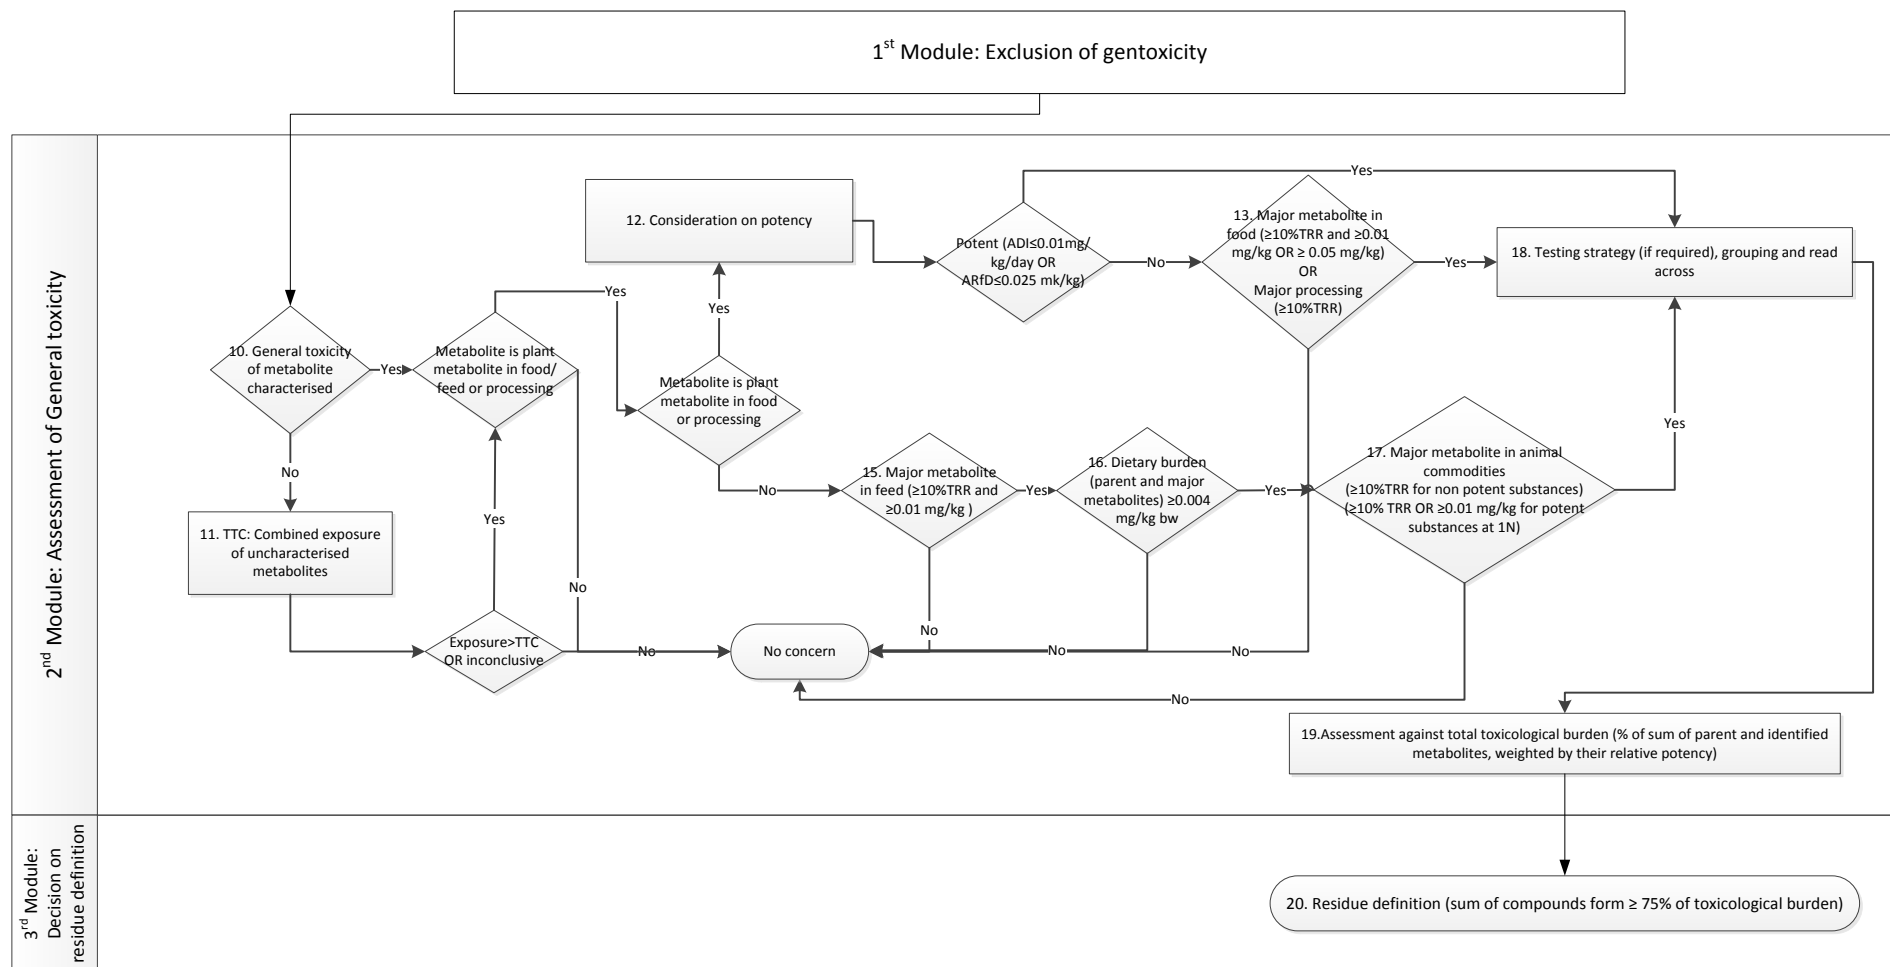 1st Module: Exclusion of gentoxicity
2nd Module: Assessment of General toxicity
10. General toxicity
of metabolite
characterised
Yes
No
11. TTC: Combined exposure
of uncharacterised
metabolites
Metabolite is plant
metabolite in food/
feed or processing
Yes
No
Yes
Exposure>TTC
OR inconclusive
No
Metabolite is plant
metabolite in food
or processing
Yes
No
12. Consideration on potency
Potent (ADI≤0.01mg/
kg/day OR
ARfD≤0.025 mk/kg)
Yes
No
13. Major metabolite in
food (≥10%TRR and ≥0.01
mg/kg OR ≥ 0.05 mg/kg)
OR
Major processing
(≥10%TRR)
Yes
No
15. Major metabolite
in feed (≥10%TRR and
≥0.01 mg/kg )
Yes
No
16. Dietary burden
(parent and major
metabolites) ≥0.004
mg/kg bw
Yes
No
17. Major metabolite in animal
commodities
(≥10%TRR for non potent substances)
(≥10% TRR OR ≥0.01 mg/kg for potent
substances at 1N)
Yes
No
No concern
18. Testing strategy (if required), grouping and read
across
19.Assessment against total toxicological burden (% of sum of parent and identified
metabolites, weighted by their relative potency)
3rd Module:
Decision on
residue definition
20. Residue definition (sum of compounds form ≥ 75% of toxicological burden)